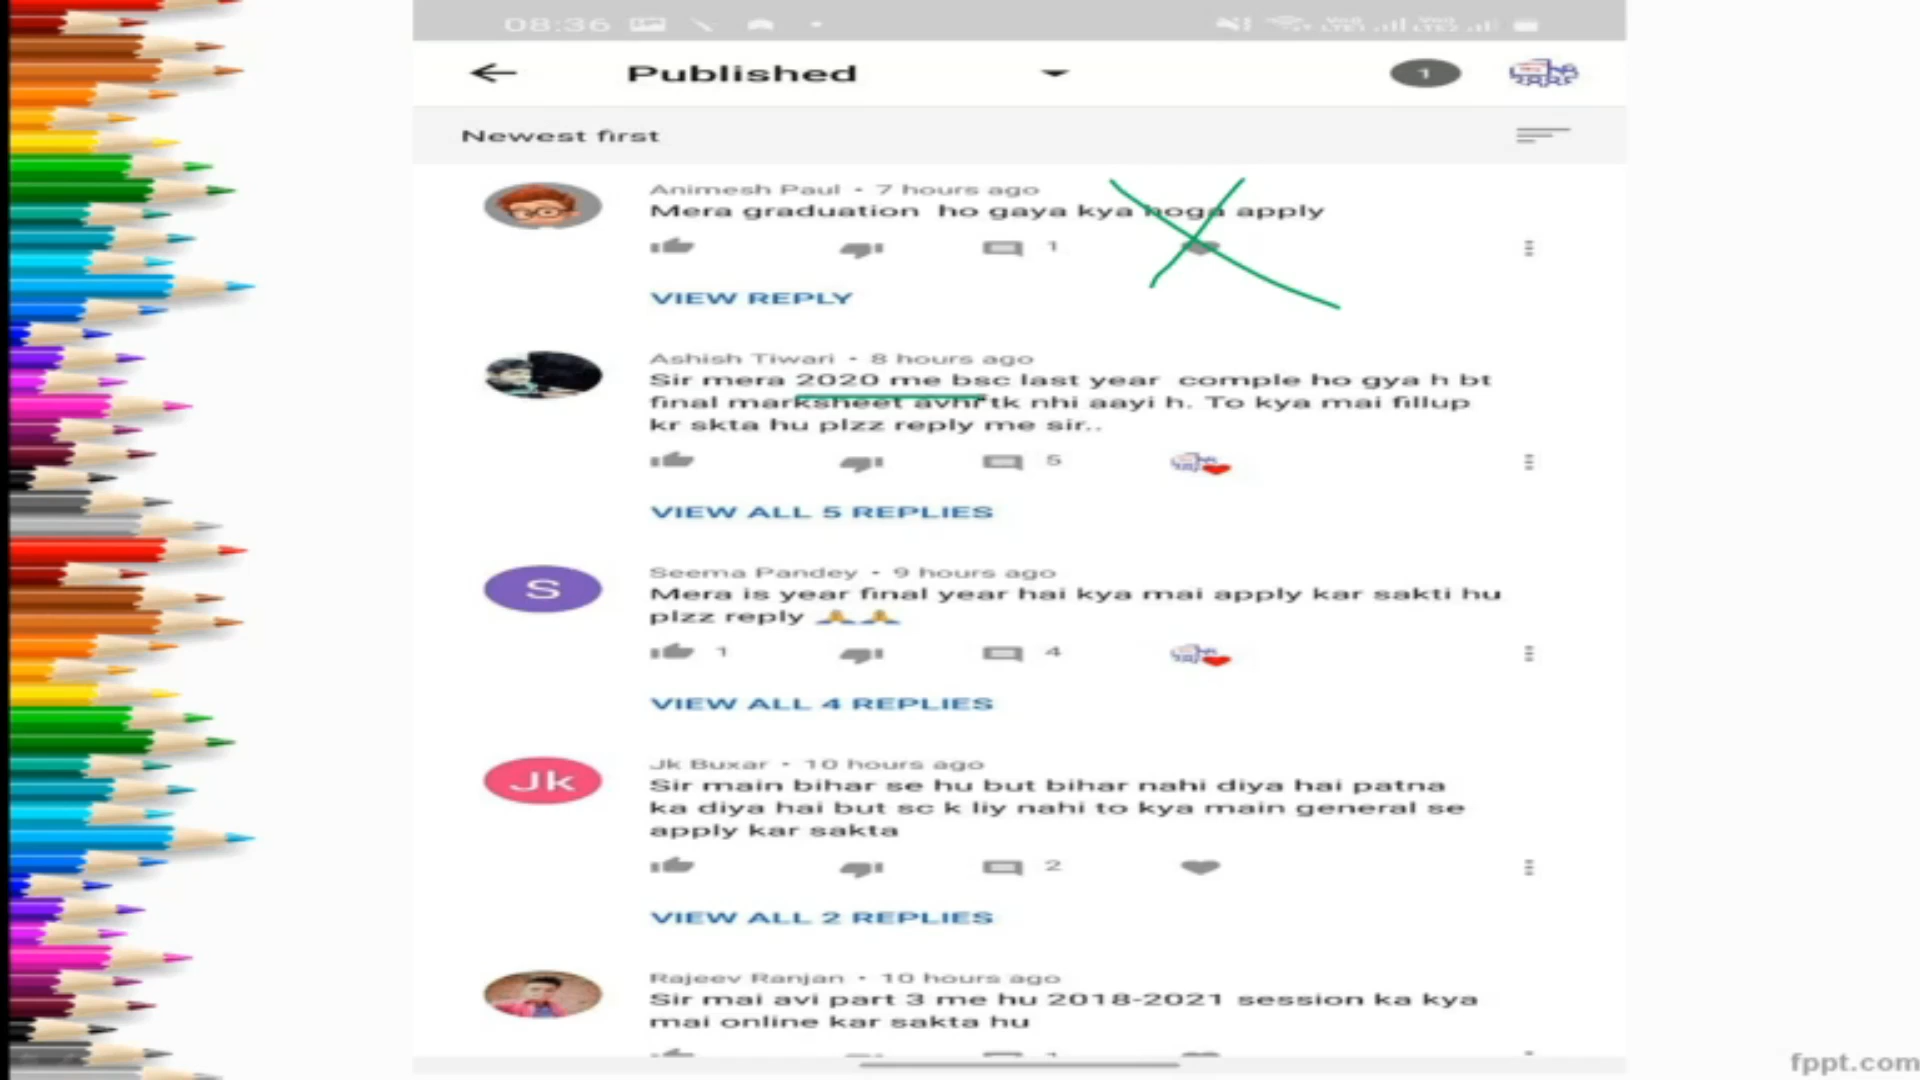 08:36
Published
1
Newest first
Animesh Paul • 7 hours ago
Mera graduation ho gaya kya hoga apply
1
VIEW REPLY
Ashish Tiwari • 8 hours ago
Sir mera 2020 me bsc last year comple ho gya h bt
final marksheet avhi tk nhi aayi h. To kya mai fillup
kr skta hu plzz reply me sir..
5
VIEW ALL 5 REPLIES
S
Seema Pandey • 9 hours ago
Mera is year final year hai kya mai apply kar sakti hu
plzz reply 🙏🙏
1 4
VIEW ALL 4 REPLIES
Jk
Jk Buxar • 10 hours ago
Sir main bihar se hu but bihar nahi diya hai patna
ka diya hai but sc k liy nahi to kya main general se
apply kar sakta
2
VIEW ALL 2 REPLIES
Rajeev Ranjan • 10 hours ago
Sir mai avi part 3 me hu 2018-2021 session ka kya
mai online kar sakta hu
fppt.com